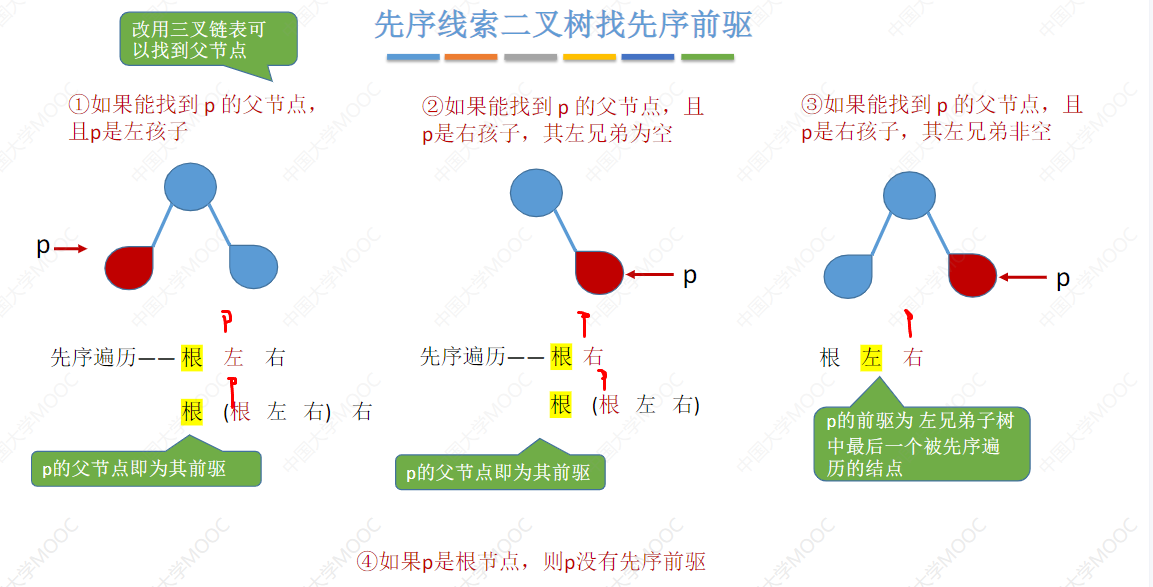 先序线索二叉树找先序前驱
改用三叉链表可
以找到父节点
①如果能找到 p 的父节点,
且p是左孩子
p
p
先序遍历—— 根 左 右
p
根 (根 左 右) 右
p的父节点即为其前驱
②如果能找到 p 的父节点,且
p是右孩子,其左兄弟为空
p
p
先序遍历—— 根 右
p
根 (根 左 右)
p的父节点即为其前驱
③如果能找到 p 的父节点,且
p是右孩子,其左兄弟非空
p
p
根 左 右
p的前驱为 左兄弟子树
中最后一个被先序遍
历的结点
④如果p是根节点,则p没有先序前驱
中国大学MOOC